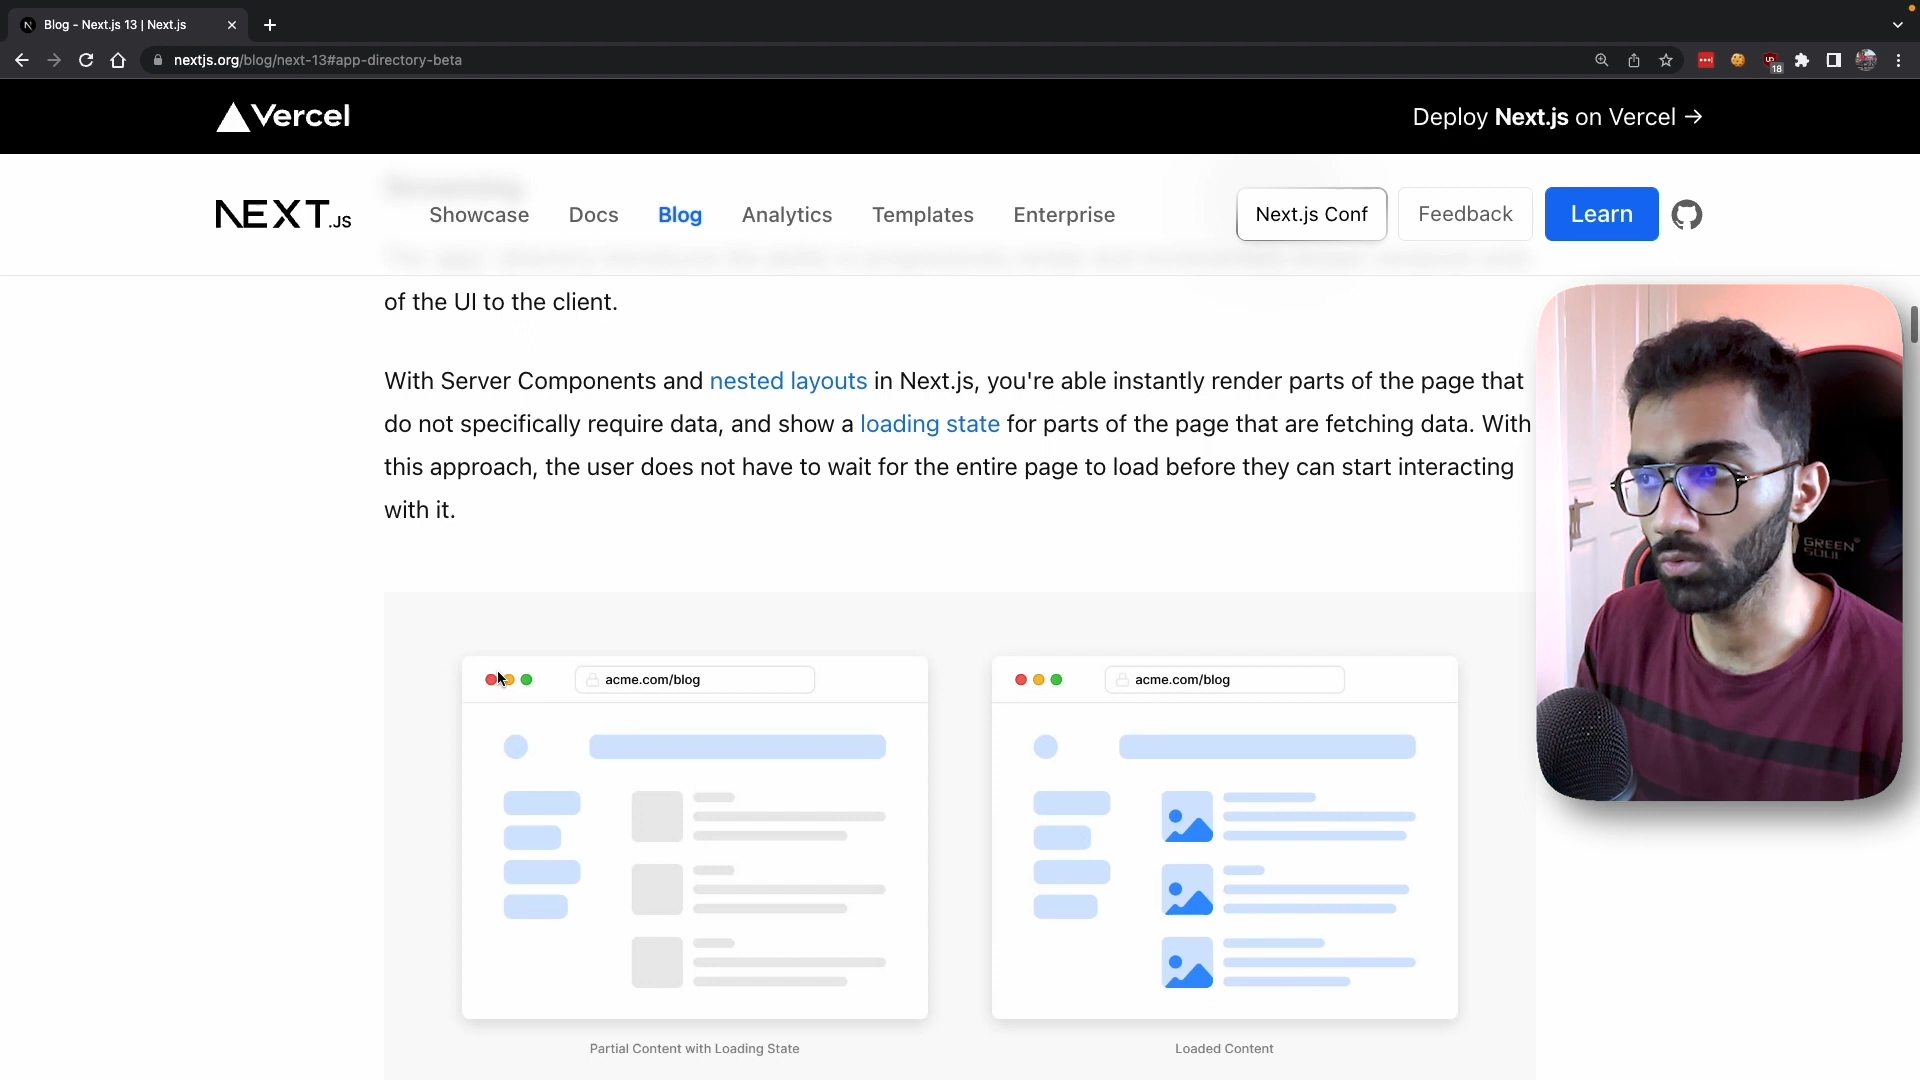 Blog - Next.js 13 | Next.js
nextjs.org/blog/next-13#app-directory-beta
18
Vercel
Deploy Next.js on Vercel →
NEXT.JS
Showcase
Docs
Blog
Analytics
Templates
Enterprise
Next.js Conf
Feedback
Learn
of the UI to the client.
With Server Components and nested layouts in Next.js, you're able instantly render parts of the page that
do not specifically require data, and show a loading state for parts of the page that are fetching data. With
this approach, the user does not have to wait for the entire page to load before they can start interacting
with it.
acme.com/blog
acme.com/blog
Partial Content with Loading State
Loaded Content
GREEN
SOUL